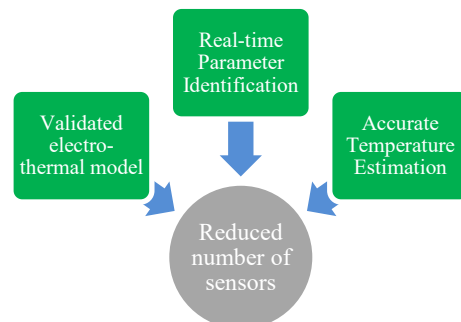 Real-time
Parameter
Identification
Validated
electro-
thermal model
Accurate
Temperature
Estimation
Reduced
number of
sensors